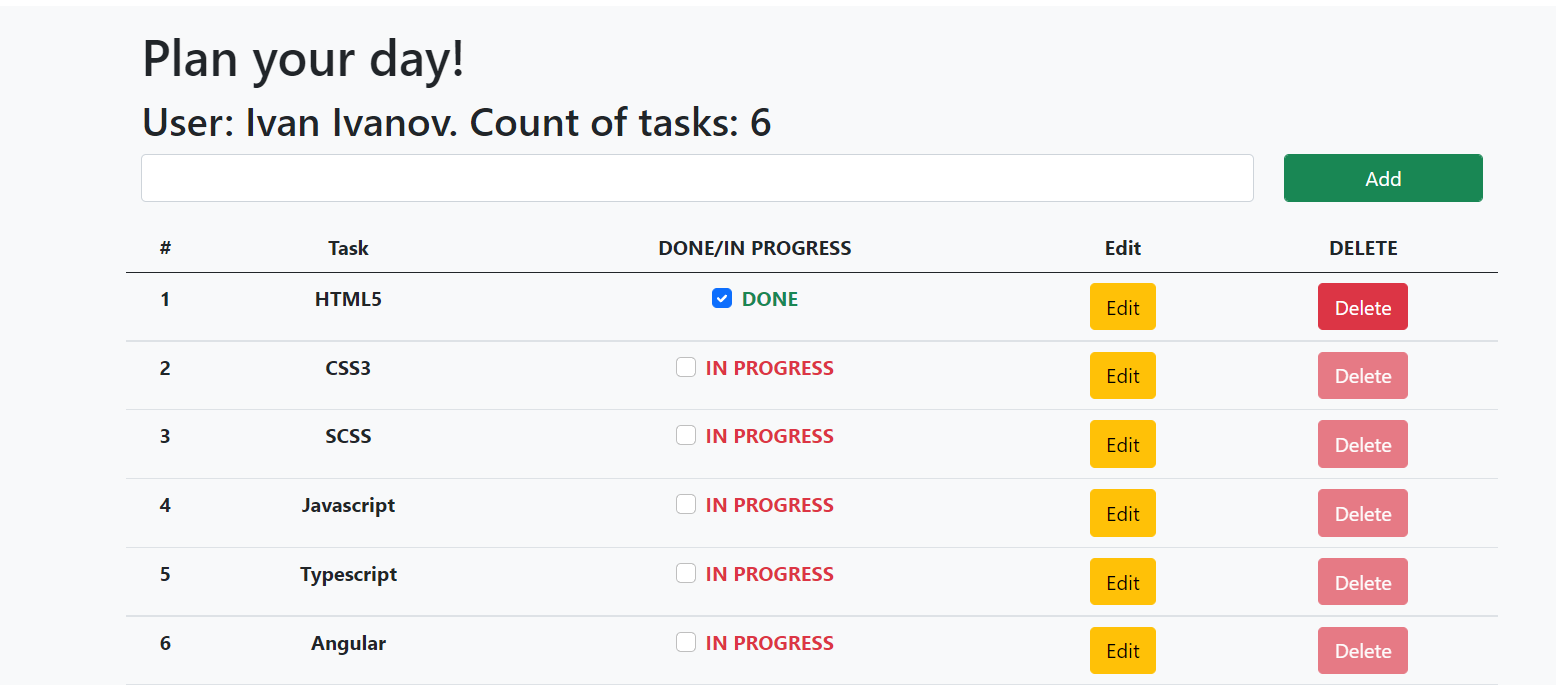 Plan your day!
User: Ivan Ivanov. Count of tasks: 6
Add
# Task DONE/IN PROGRESS Edit DELETE
1 HTML5 DONE Edit Delete
2 CSS3 IN PROGRESS Edit Delete
3 SCSS IN PROGRESS Edit Delete
4 Javascript IN PROGRESS Edit Delete
5 Typescript IN PROGRESS Edit Delete
6 Angular IN PROGRESS Edit Delete